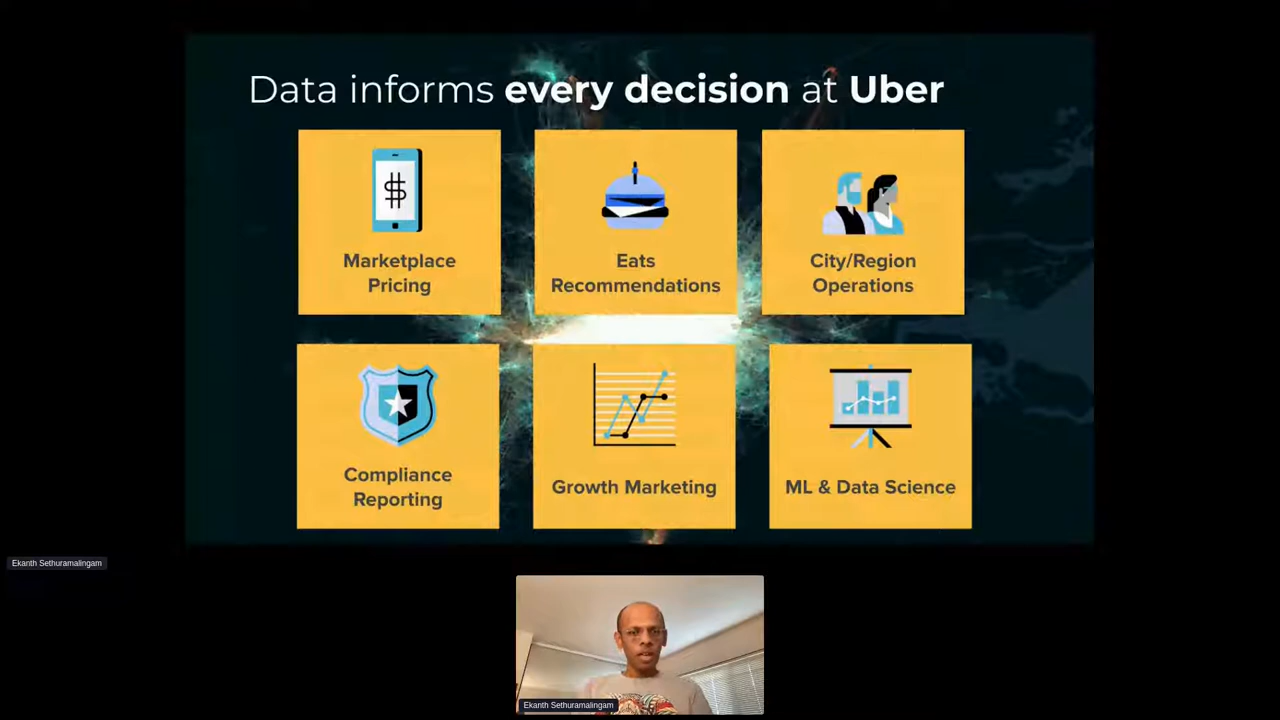 Data informs every decision at Uber
Marketplace
Pricing
Eats
Recommendations
City/Region
Operations
Compliance
Reporting
Growth Marketing
ML & Data Science
Ekanth Sethuramalingam
Ekanth Sethuramalingam